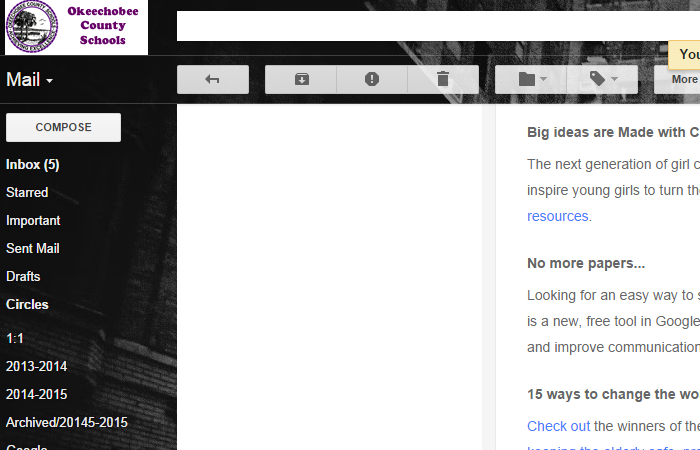 Okeechobee
County
Schools
You
Mail
More
COMPOSE
Inbox (5)
Starred
Important
Sent Mail
Drafts
Circles
1:1
2013-2014
2014-2015
Archived/20145-2015
Google
Big ideas are Made with C
The next generation of girl c
inspire young girls to turn th
resources.
No more papers...
Looking for an easy way to s
is a new, free tool in Google
and improve communication
15 ways to change the wo
Check out the winners of the
keeping the elderly safe